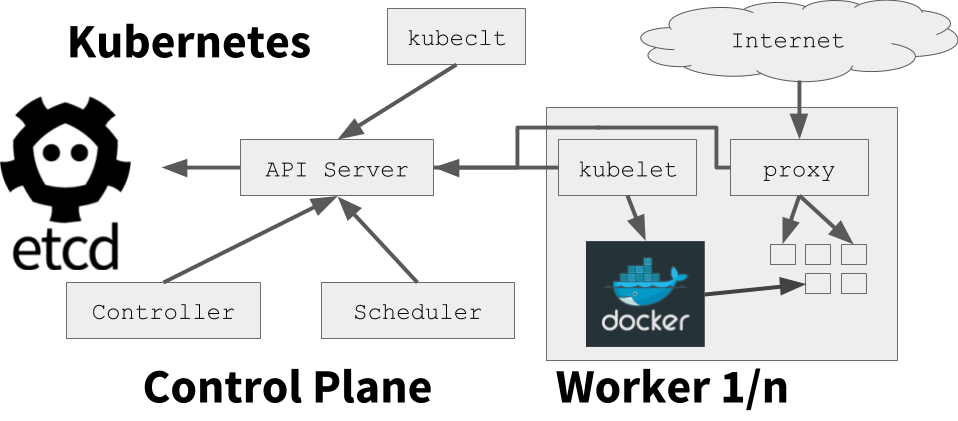 Kubernetes
kubeclt
Internet
API Server
kubelet
proxy
etcd
docker
Controller
Scheduler
Control Plane
Worker 1/n